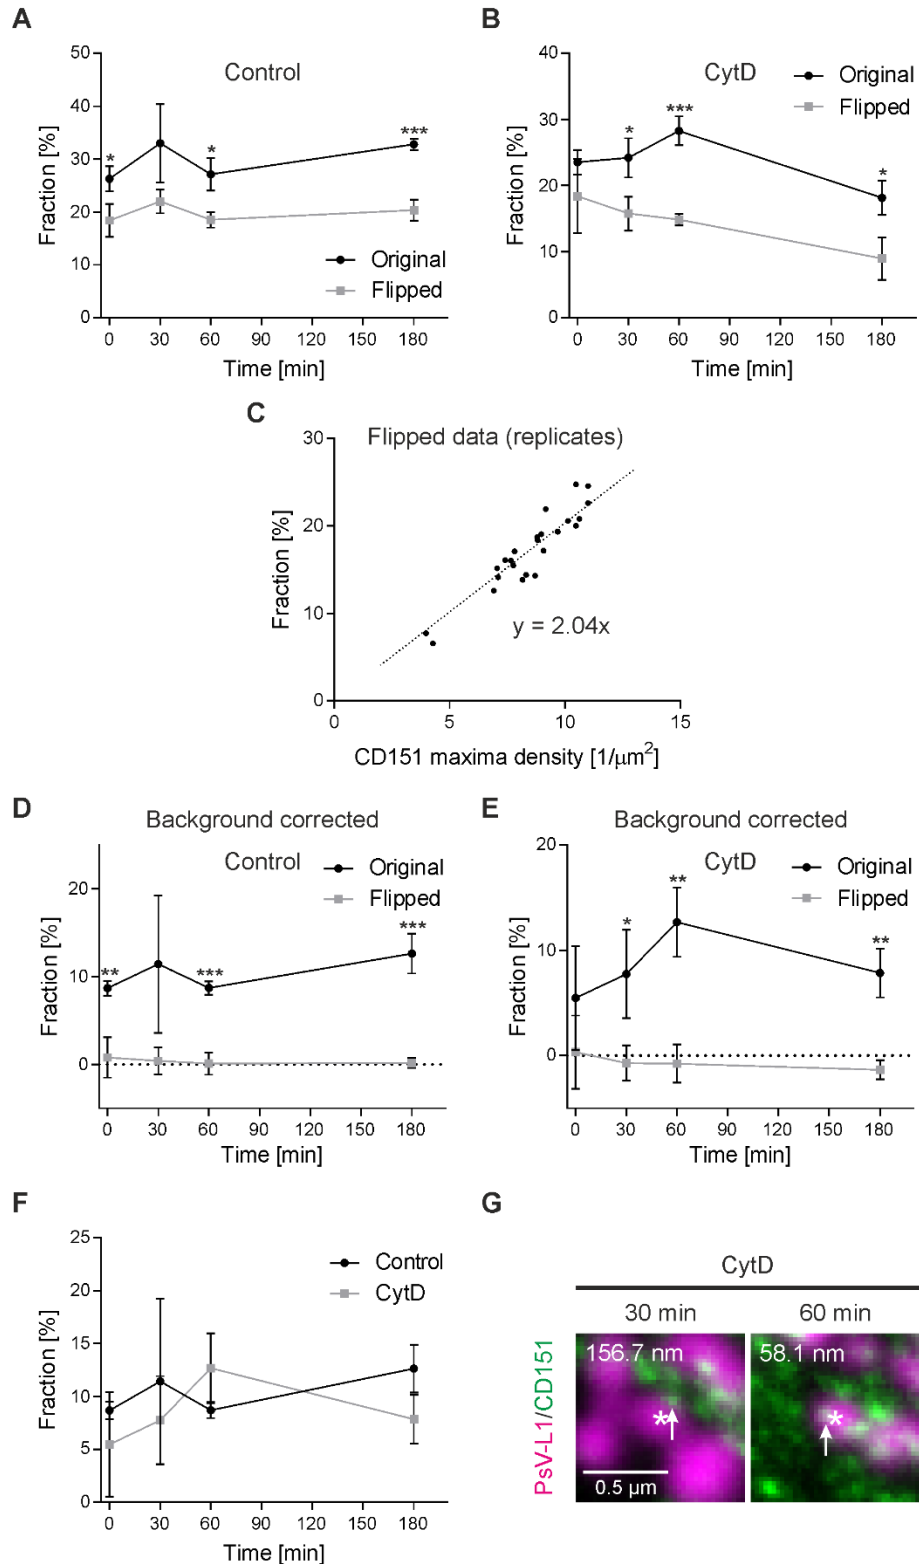 A
Control
Fraction [%]
50
40
30
20
10
0
* * ***
Original
Flipped
0 30 60 90 120 150 180
Time [min]
B
CytD
Original
Flipped
Fraction [%]
40
30
20
10
0
* *** *
0 30 60 90 120 150 180
Time [min]
C
Flipped data (replicates)
Fraction [%]
30
20
10
0
y = 2.04x
0 5 10 15
CD151 maxima density [1/μm²]
D
Background corrected
Control
Original
Flipped
Fraction [%]
20
10
0
** *** ***
0 30 60 90 120 150 180
Time [min]
E
Background corrected
CytD
Original
Flipped
Fraction [%]
20
10
0
* ** **
0 30 60 90 120 150 180
Time [min]
F
Control
CytD
Fraction [%]
25
20
15
10
5
0
0 30 60 90 120 150 180
Time [min]
G
CytD
30 min 60 min
PsV-L1/CD151
156.7 nm
*
0.5 μm
58.1 nm
*